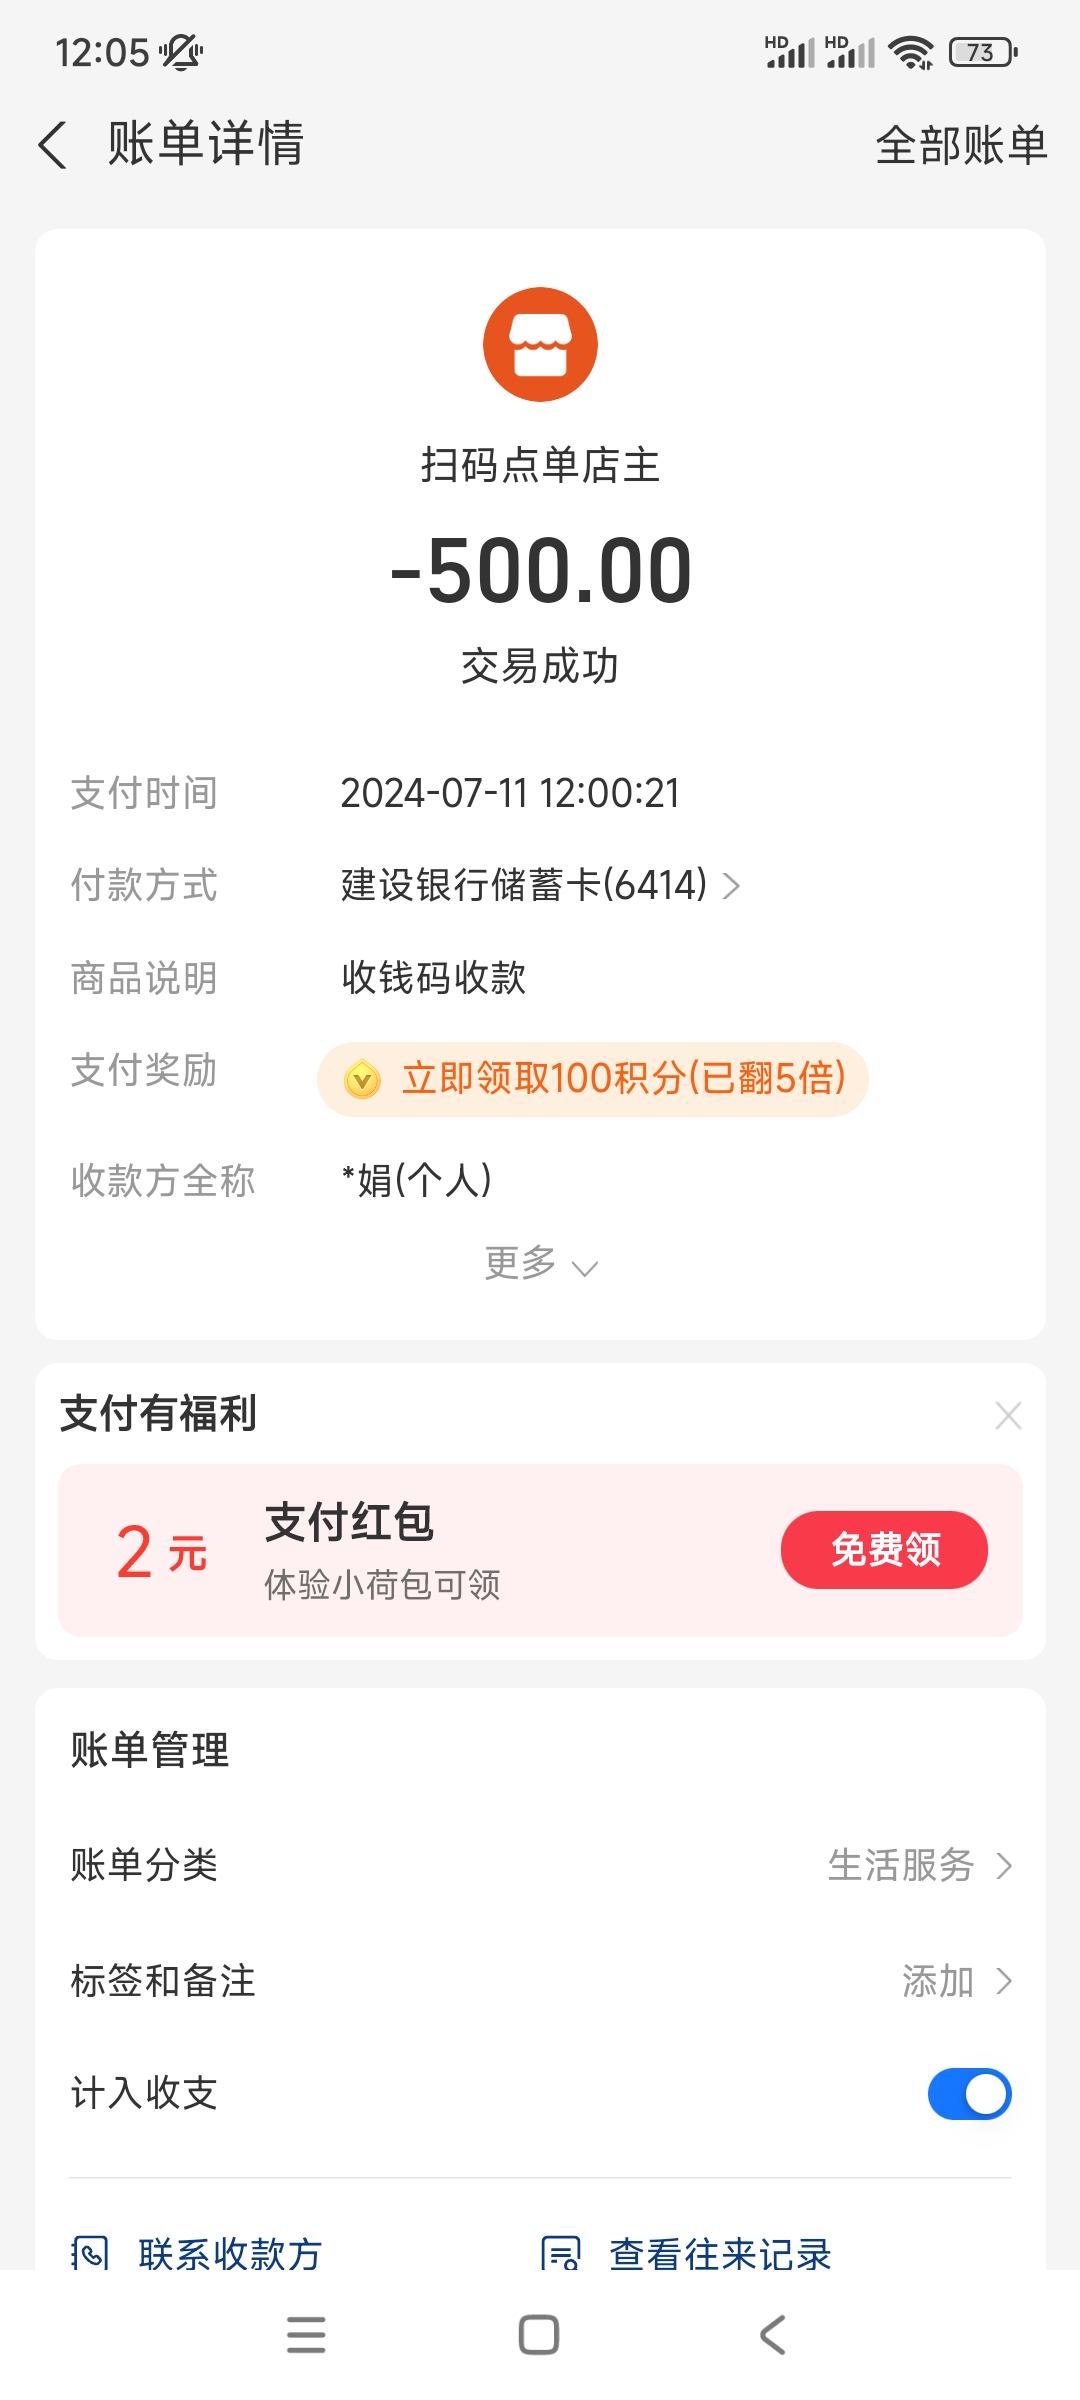 12:05
HD HD 73
账单详情 全部账单
扫码点单店主
-500.00
交易成功
支付时间 2024-07-11 12:00:21
付款方式 建设银行储蓄卡(6414)
商品说明 收钱码收款
支付奖励 立即领取100积分(已翻5倍)
收款方全称 *娟(个人)
更多
支付有福利
2元 支付红包 免费领
体验小荷包可领
账单管理
账单分类 生活服务
标签和备注 添加
计入收支
联系收款方 查看往来记录